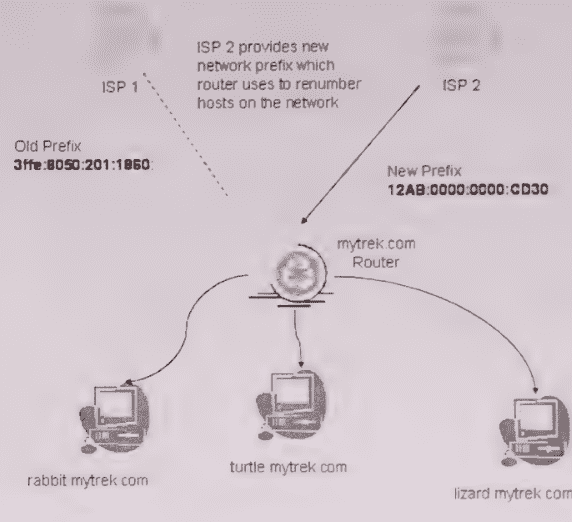 ISP 2 provides new
network prefix which
router uses to renumber
hosts on the network
ISP 1
ISP 2
Old Prefix
3ffe:8050:201:1860:
New Prefix
12AB:0000:0000:CD30
mytrek.com
Router
rabbit mytrek com
turtle mytrek com
lizard mytrek com